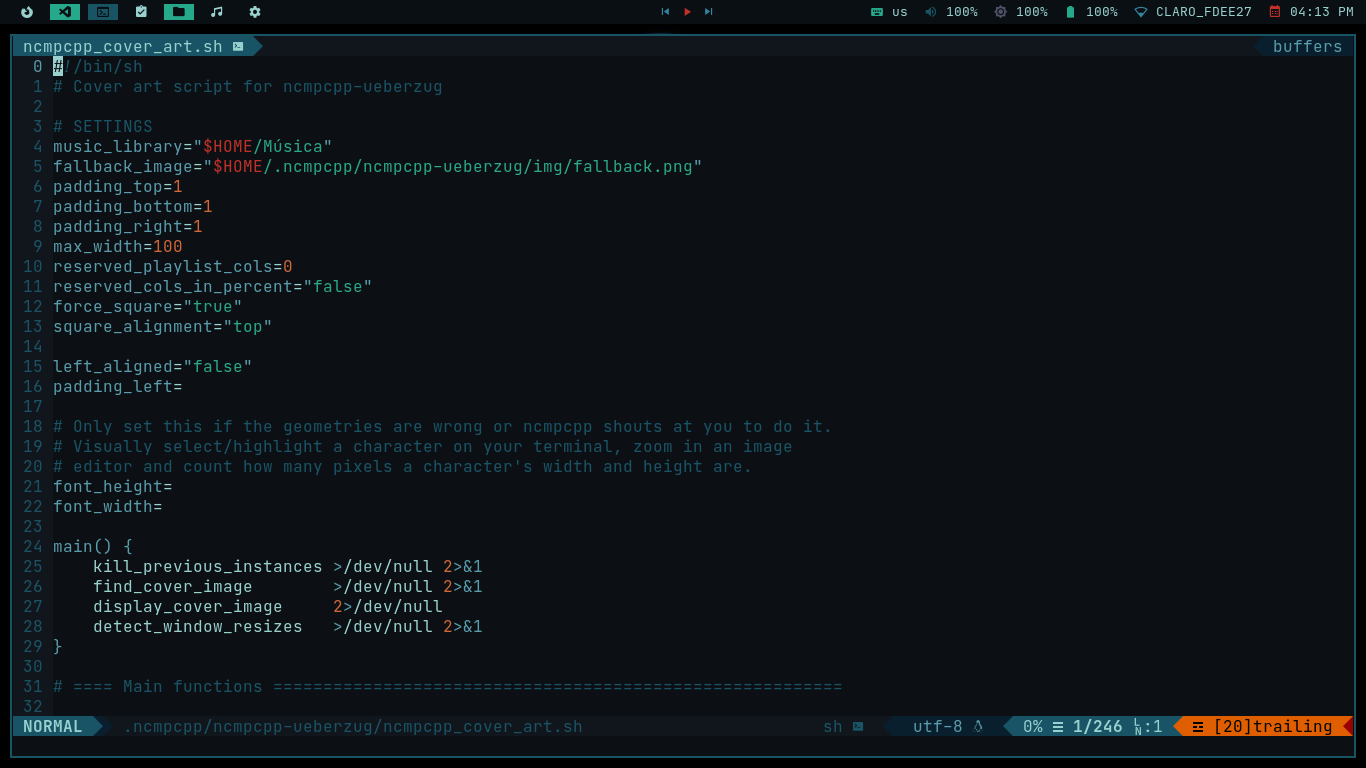 us 100% 100% 100% CLARO_FDEE27 04:13 PM
ncmpcpp_cover_art.sh buffers
0 #!/bin/sh
1 # Cover art script for ncmpcpp-ueberzug
2
3 # SETTINGS
4 music_library="$HOME/Música"
5 fallback_image="$HOME/.ncmpcpp/ncmpcpp-ueberzug/img/fallback.png"
6 padding_top=1
7 padding_bottom=1
8 padding_right=1
9 max_width=100
10 reserved_playlist_cols=0
11 reserved_cols_in_percent="false"
12 force_square="true"
13 square_alignment="top"
14
15 left_aligned="false"
16 padding_left=
17
18 # Only set this if the geometries are wrong or ncmpcpp shouts at you to do it.
19 # Visually select/highlight a character on your terminal, zoom in an image
20 # editor and count how many pixels a character's width and height are.
21 font_height=
22 font_width=
23
24 main() {
25     kill_previous_instances >/dev/null 2>&1
26     find_cover_image        >/dev/null 2>&1
27     display_cover_image     2>/dev/null
28     detect_window_resizes   >/dev/null 2>&1
29 }
30
31 # ==== Main functions =========================================================
32
NORMAL .ncmpcpp/ncmpcpp-ueberzug/ncmpcpp_cover_art.sh sh utf-8 0% ☰ 1/246 LN:1 [20]trailing